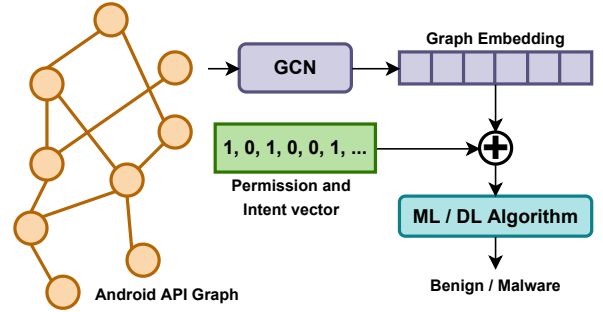 Graph Embedding
GCN
1, 0, 1, 0, 0, 1, ...
Permission and
Intent vector
ML / DL Algorithm
Benign / Malware
Android API Graph